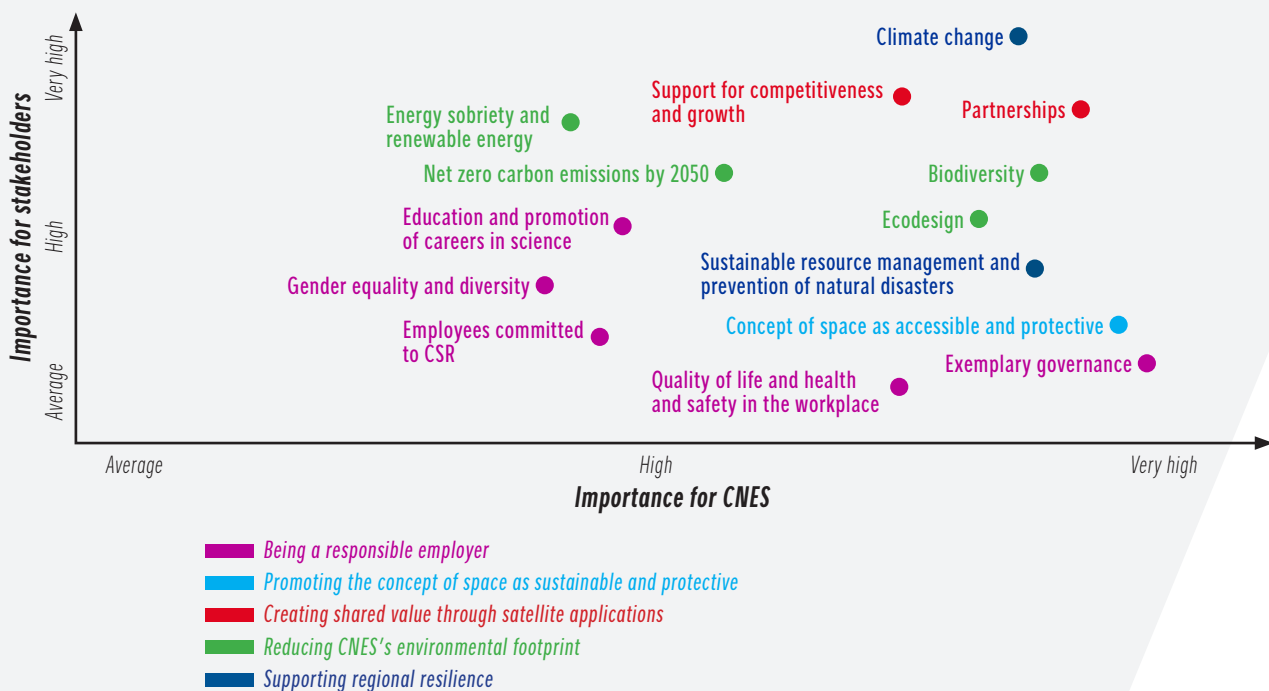 Importance for stakeholders
Very high
High
Average
Climate change
Support for competitiveness
and growth
Partnerships
Energy sobriety and
renewable energy
Net zero carbon emissions by 2050
Biodiversity
Education and promotion
of careers in science
Ecodesign
Sustainable resource management and
prevention of natural disasters
Gender equality and diversity
Employees committed
to CSR
Concept of space as accessible and protective
Exemplary governance
Quality of life and health
and safety in the workplace
Average
High
Very high
Importance for CNES
Being a responsible employer
Promoting the concept of space as sustainable and protective
Creating shared value through satellite applications
Reducing CNES's environmental footprint
Supporting regional resilience